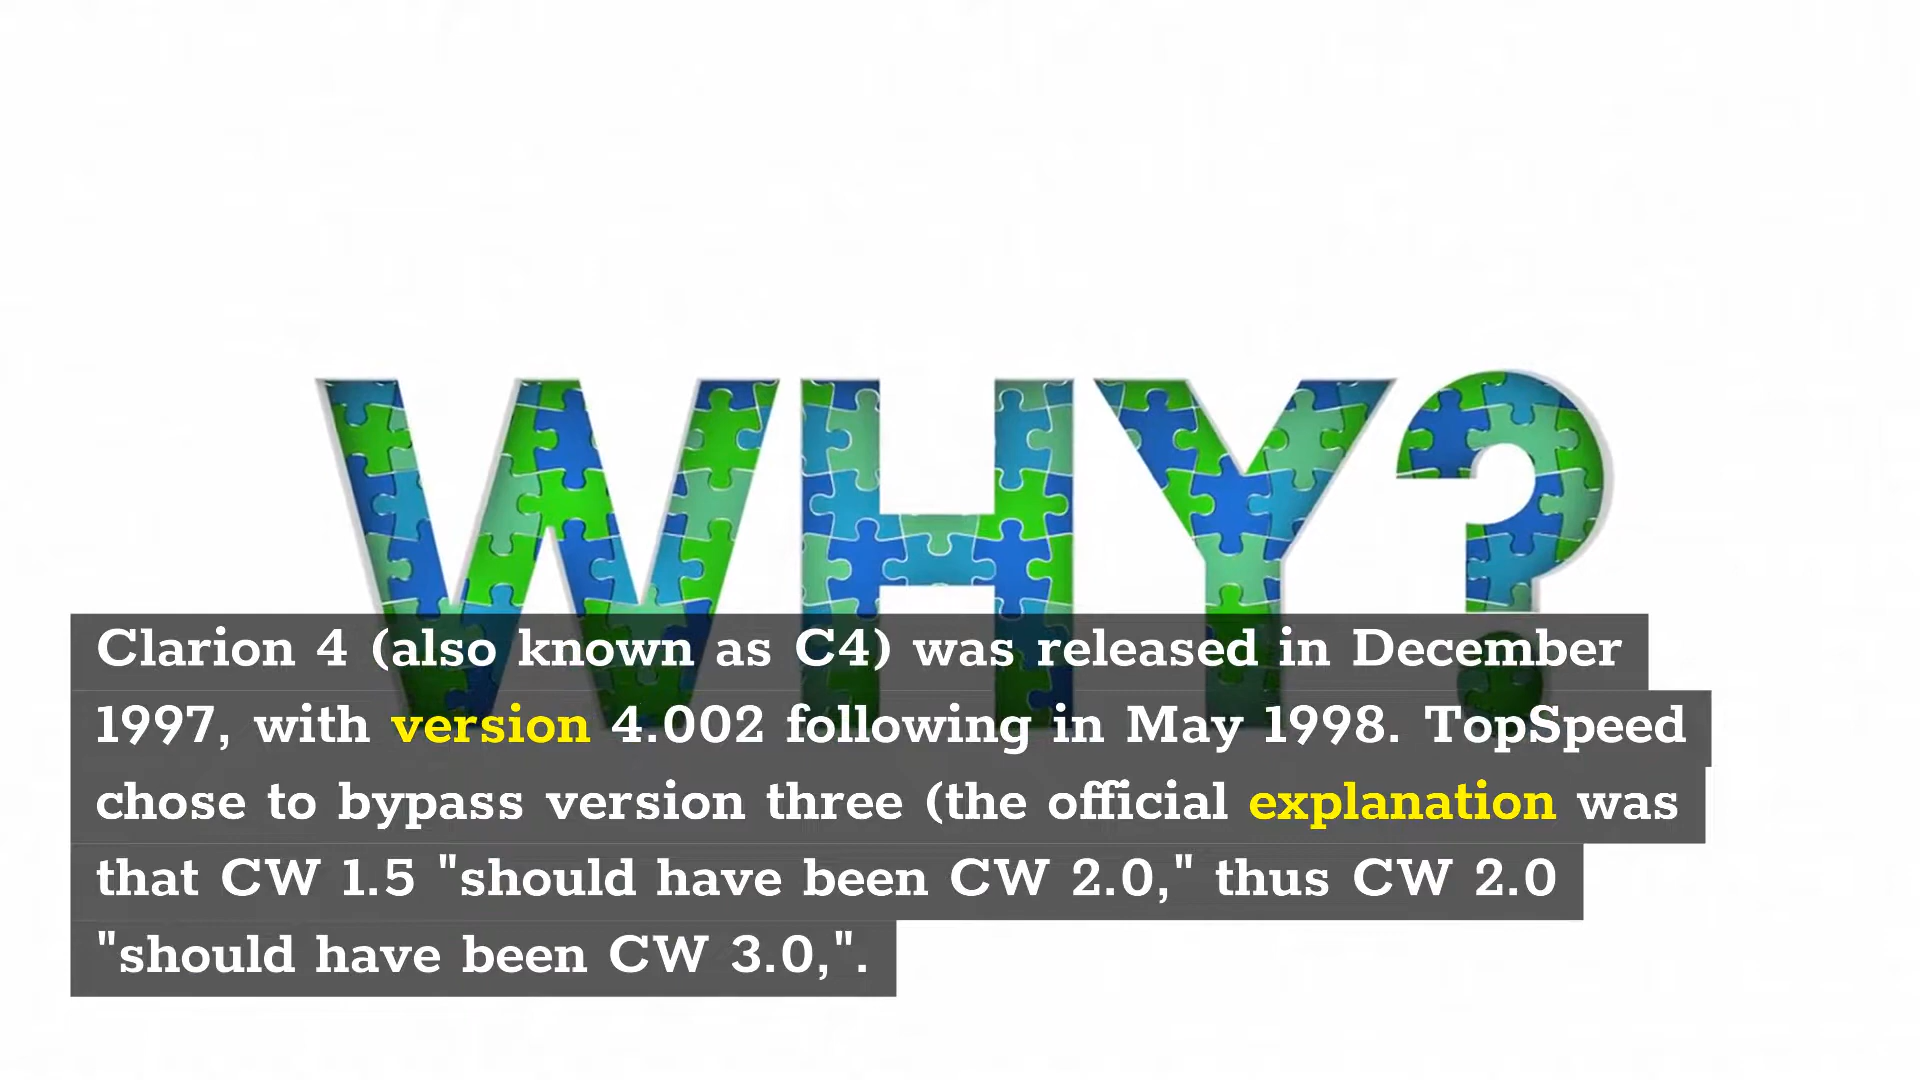 WHY?
Clarion 4 (also known as C4) was released in December
1997, with version 4.002 following in May 1998. TopSpeed
chose to bypass version three (the official explanation was
that CW 1.5 "should have been CW 2.0," thus CW 2.0
"should have been CW 3.0,".